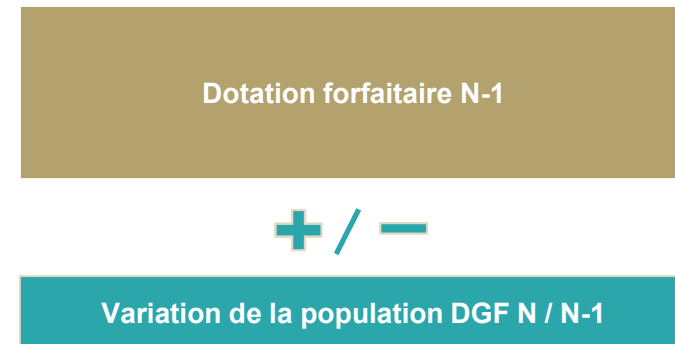 Dotation forfaitaire N-1
+ / −
Variation de la population DGF N / N-1